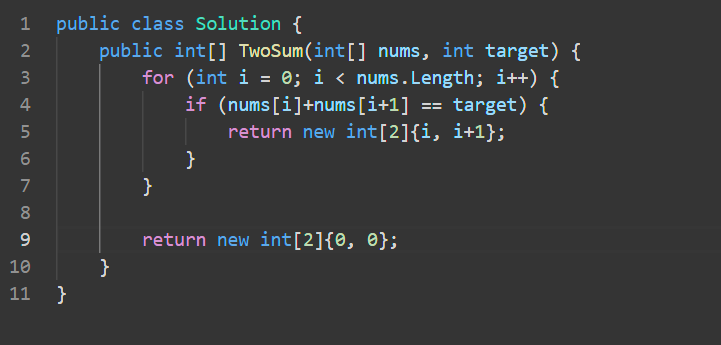 1 public class Solution {
2     public int[] TwoSum(int[] nums, int target) {
3         for (int i = 0; i < nums.Length; i++) {
4             if (nums[i]+nums[i+1] == target) {
5                 return new int[2]{i, i+1};
6             }
7         }
8
9         return new int[2]{0, 0};
10     }
11 }